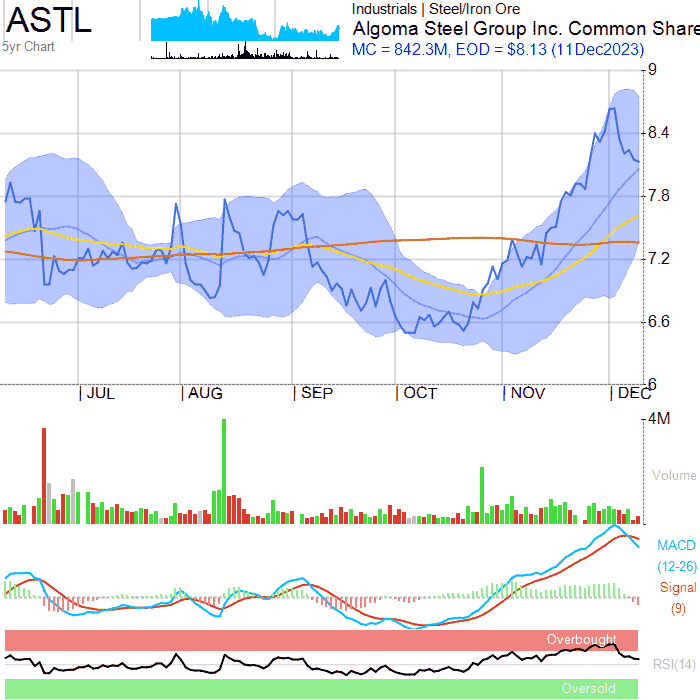 ASTL
5yr Chart
Industrials | Steel/Iron Ore
Algoma Steel Group Inc. Common Share
MC = 842.3M, EOD = $8.13 (11Dec2023)
9
8.4
7.8
7.2
6.6
6
| JUL | AUG | SEP | OCT | NOV | DEC
4M
Volume
MACD
(12-26)
Signal
(9)
Overbought
RSI(14)
Oversold